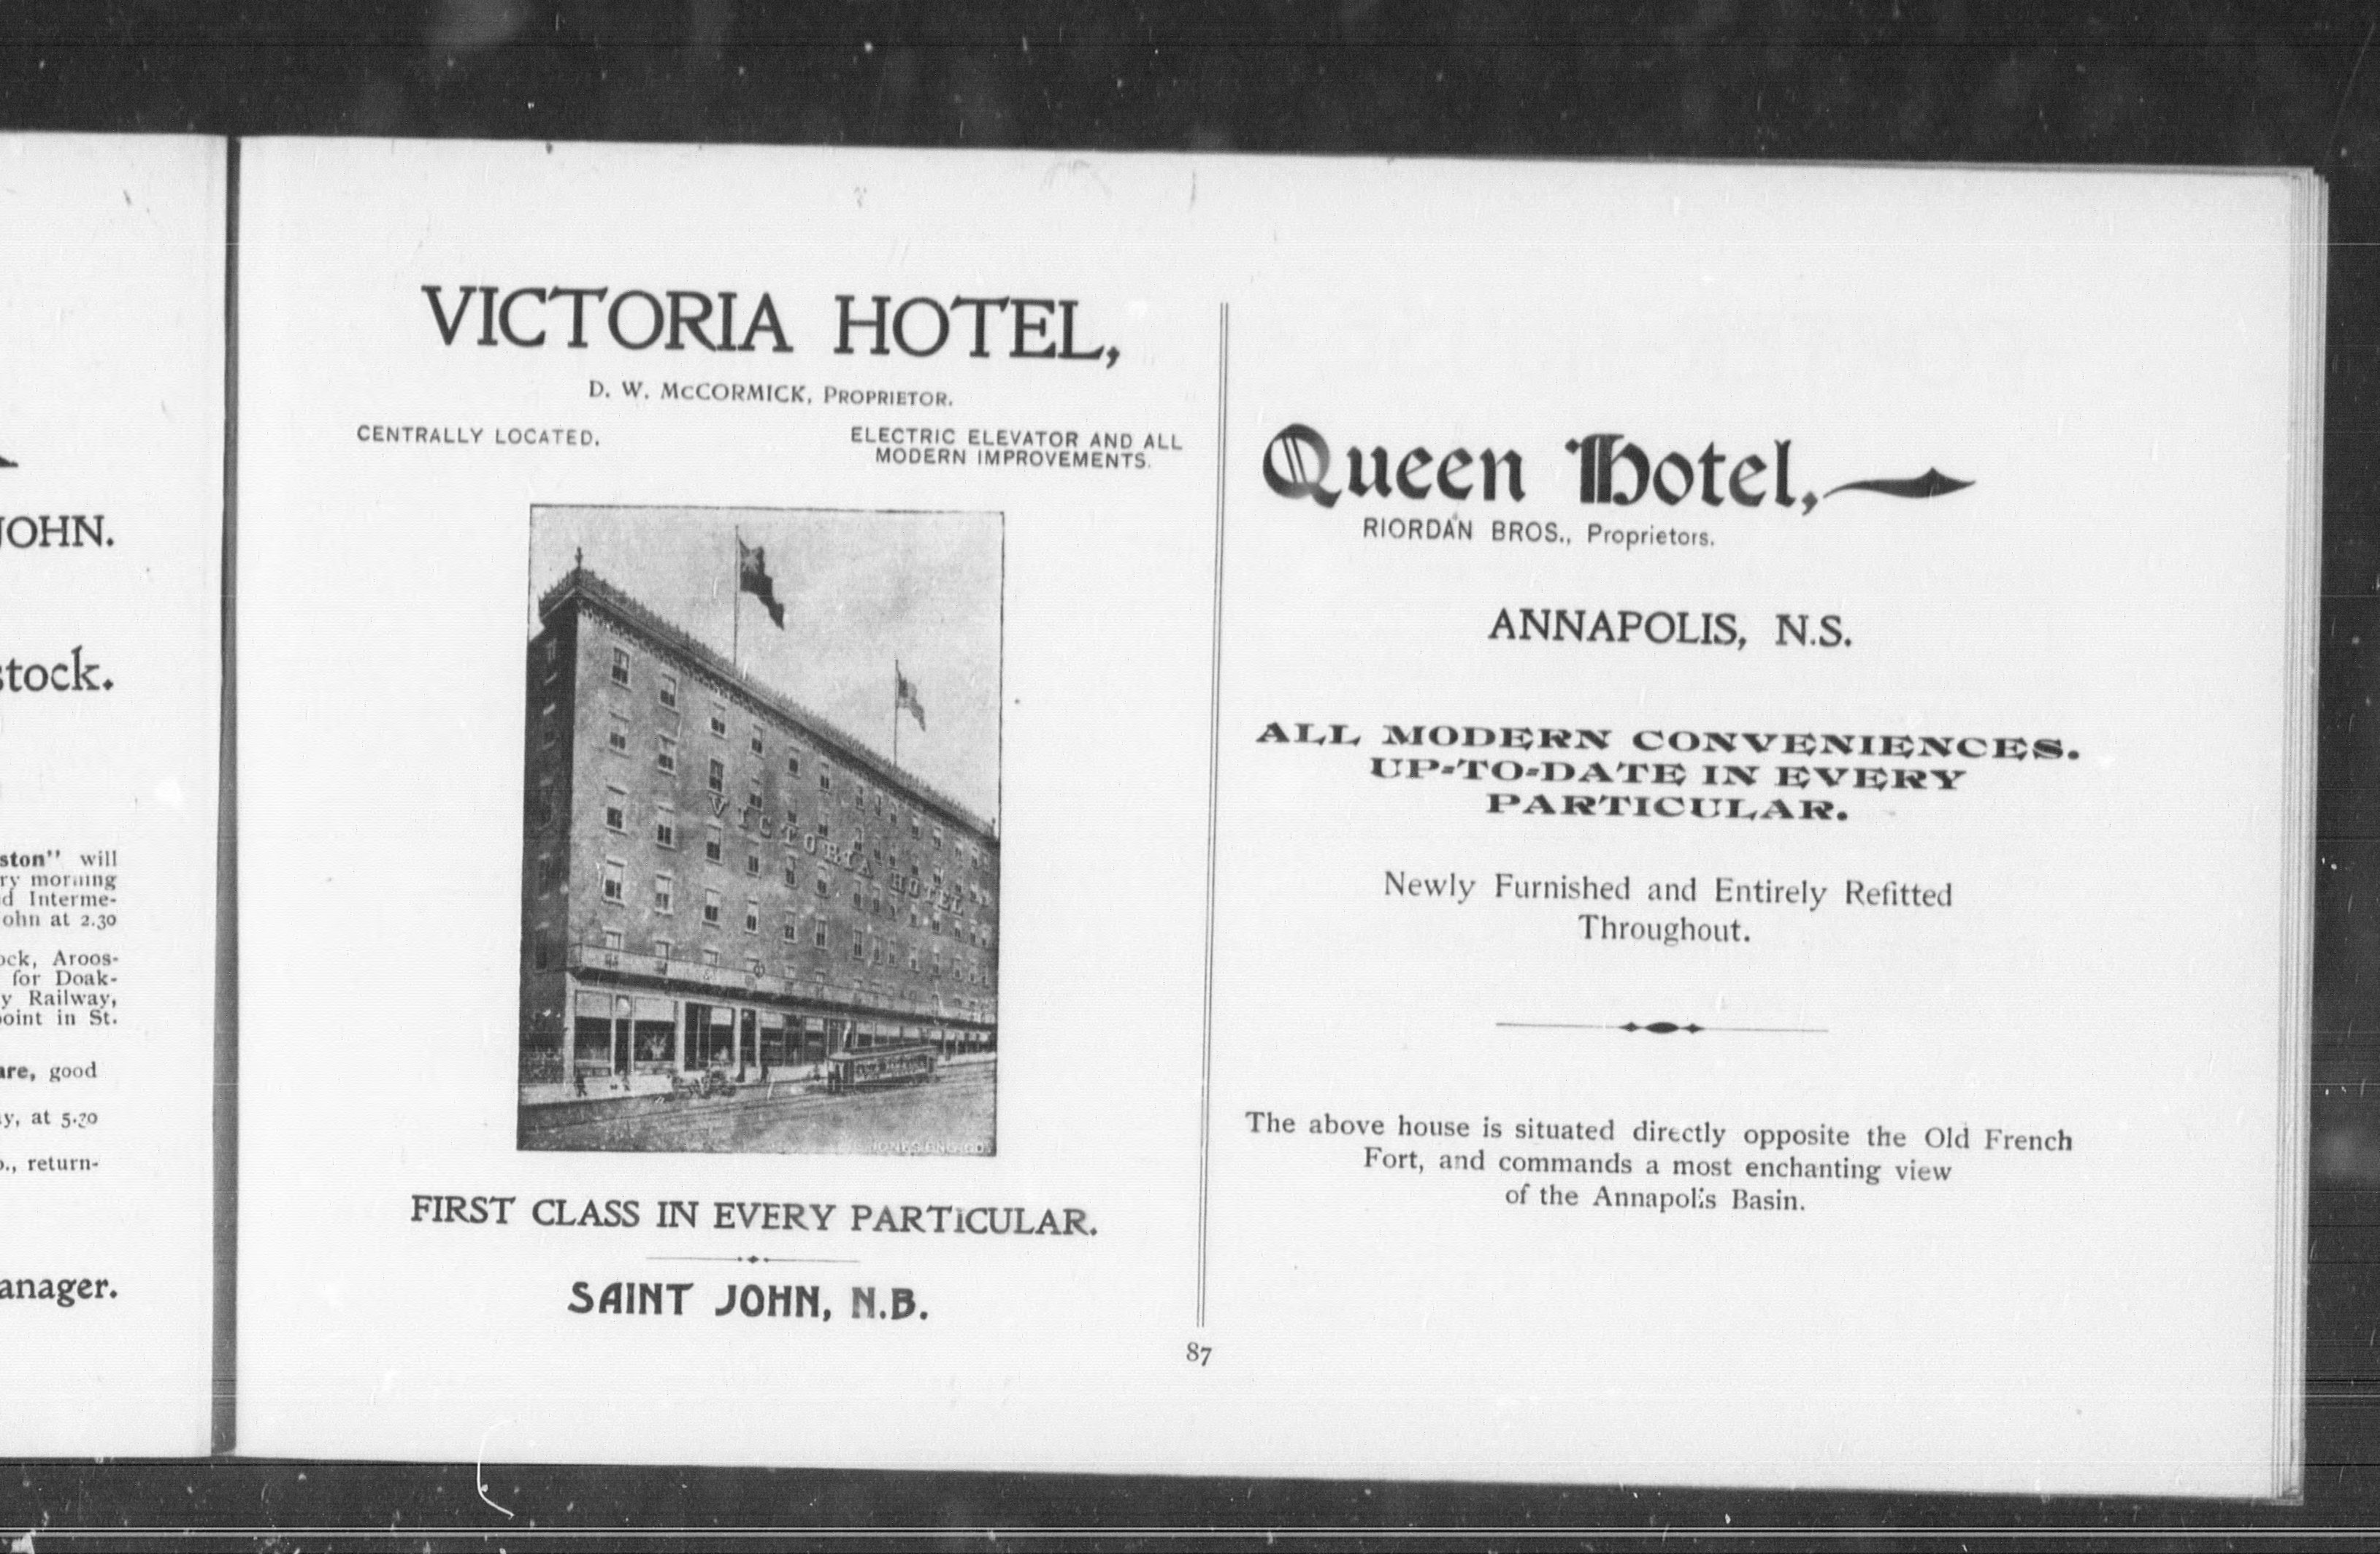 JOHN.
stock.
ston" will
ry morning
d Interme-
ohn at 2.30
ock, Aroos-
for Doak-
y Railway,
point in St.
are, good
y, at 5.30
o., return-
anager.
VICTORIA HOTEL,
D. W. McCORMICK, PROPRIETOR.
CENTRALLY LOCATED.
ELECTRIC ELEVATOR AND ALL
MODERN IMPROVEMENTS.
VICTORIA HOTEL
FIRST CLASS IN EVERY PARTICULAR.
SAINT JOHN, N.B.
Queen Hotel,
RIORDAN BROS., Proprietors.
ANNAPOLIS, N.S.
ALL MODERN CONVENIENCES.
UP-TO-DATE IN EVERY
PARTICULAR.
Newly Furnished and Entirely Refitted
Throughout.
The above house is situated directly opposite the Old French
Fort, and commands a most enchanting view
of the Annapolis Basin.
87